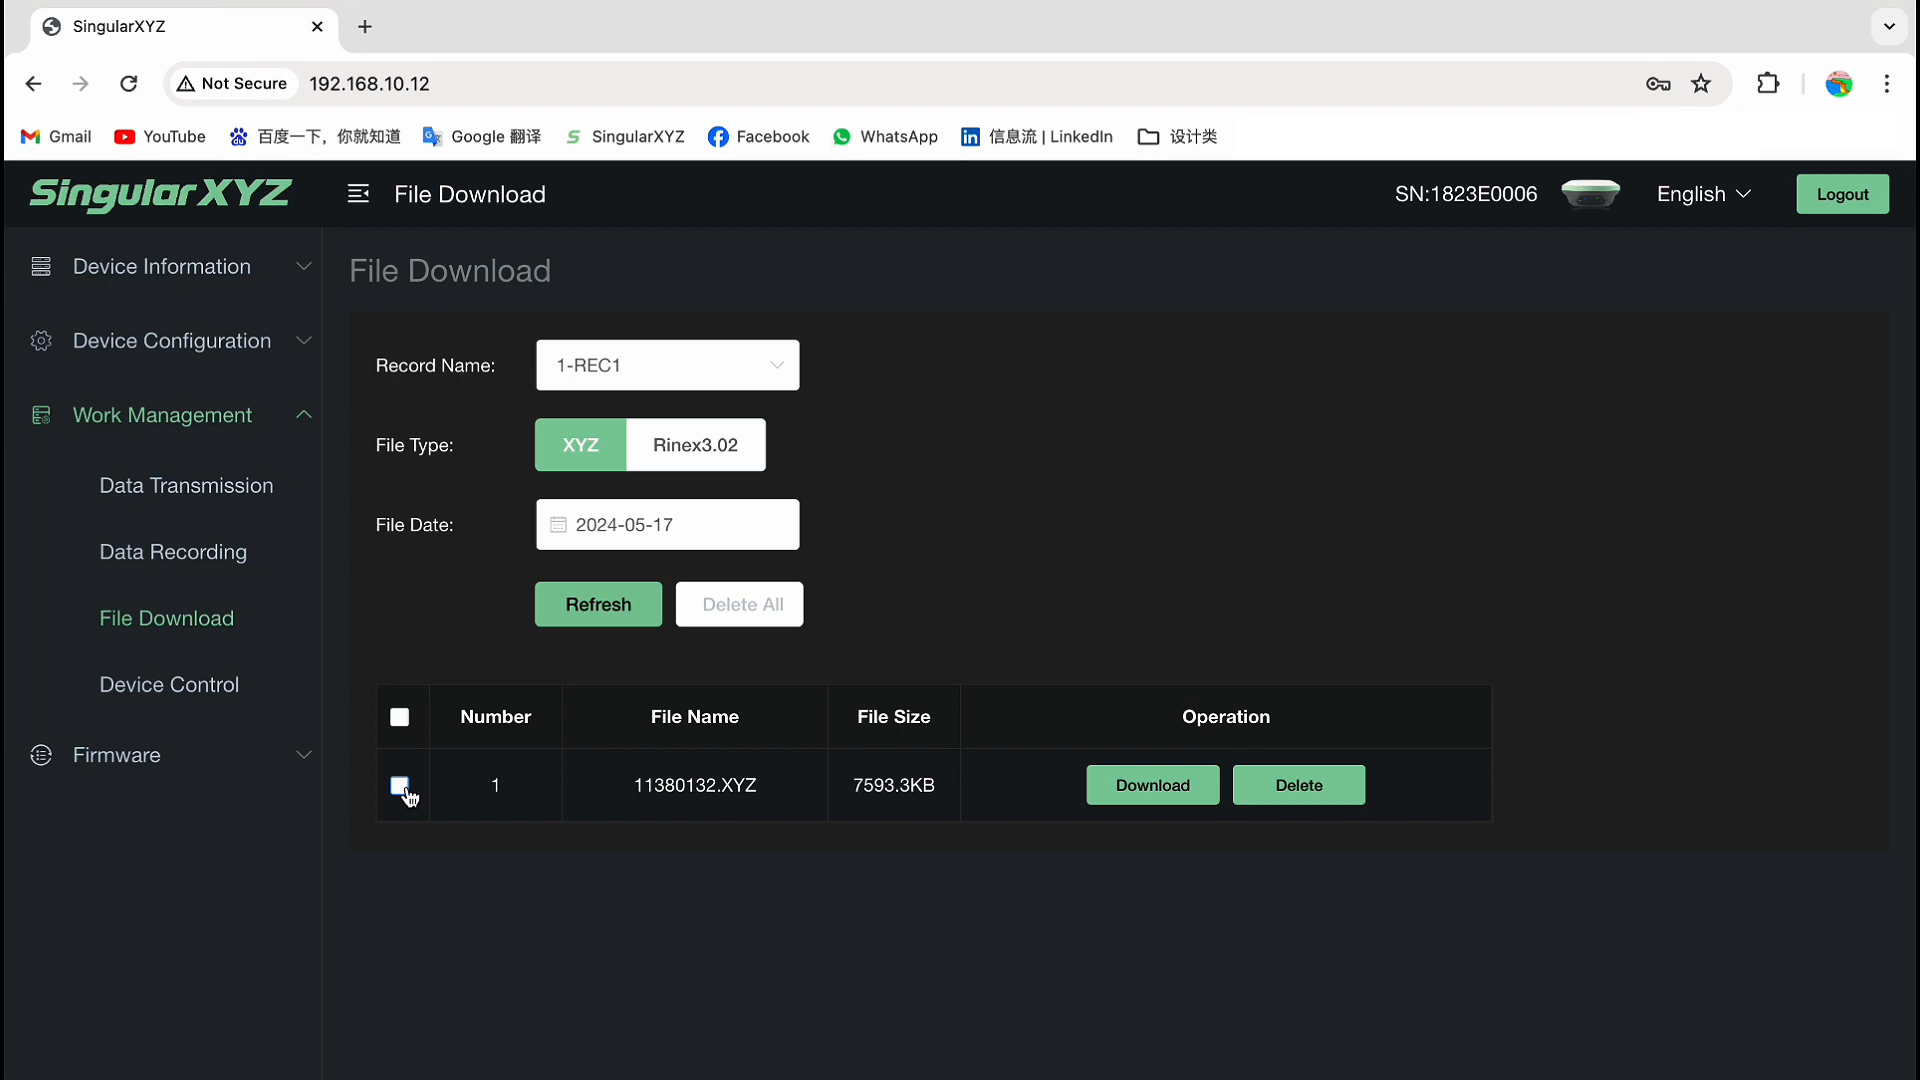 SingularXYZ
Not Secure 192.168.10.12
Gmail YouTube 百度一下，你就知道 Google 翻译 SingularXYZ Facebook WhatsApp 信息流 | LinkedIn 设计类
SingularXYZ File Download SN:1823E0006 English Logout
Device Information
Device Configuration
Work Management
Data Transmission
Data Recording
File Download
Device Control
Firmware
File Download
Record Name: 1-REC1
File Type: XYZ Rinex3.02
File Date: 2024-05-17
Refresh Delete All
Number File Name File Size Operation
1 11380132.XYZ 7593.3KB Download Delete